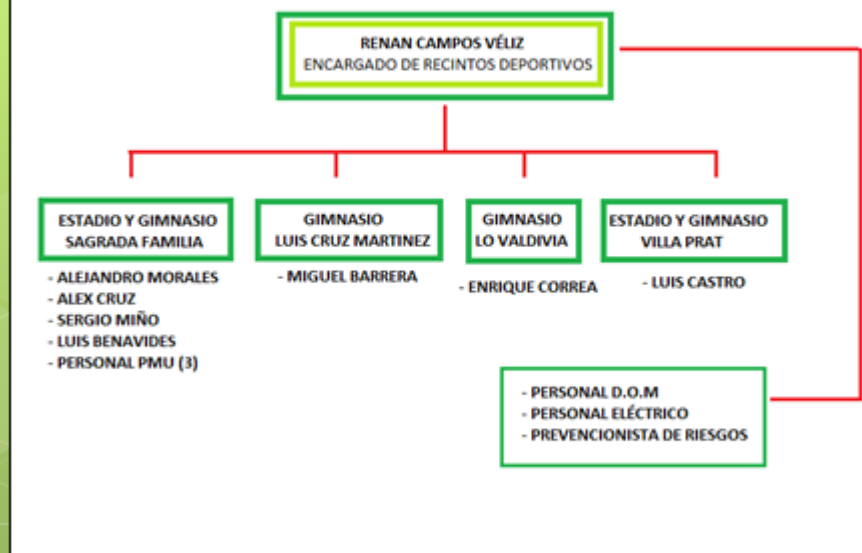 RENAN CAMPOS VÉLIZ
ENCARGADO DE RECINTOS DEPORTIVOS
ESTADIO Y GIMNASIO
SAGRADA FAMILIA
- ALEJANDRO MORALES
- ALEX CRUZ
- SERGIO MIÑO
- LUIS BENAVIDES
- PERSONAL PMU (3)
GIMNASIO
LUIS CRUZ MARTINEZ
- MIGUEL BARRERA
GIMNASIO
LO VALDIVIA
- ENRIQUE CORREA
ESTADIO Y GIMNASIO
VILLA PRAT
- LUIS CASTRO
- PERSONAL D.O.M
- PERSONAL ELÉCTRICO
- PREVENCIONISTA DE RIESGOS